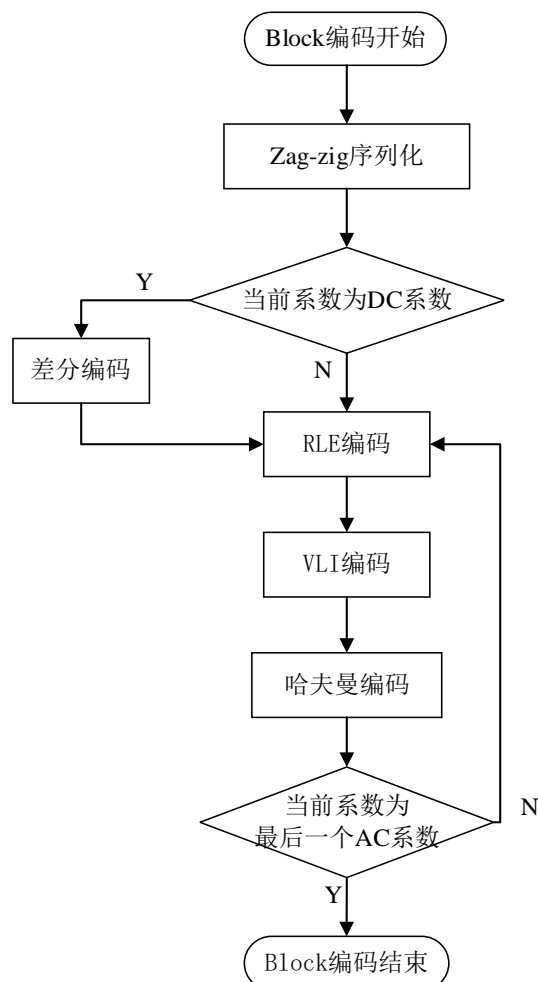 Block编码开始
Zag-zig序列化
Y
当前系数为DC系数
差分编码
N
RLE编码
VLI编码
哈夫曼编码
当前系数为
最后一个AC系数
N
Y
Block编码结束